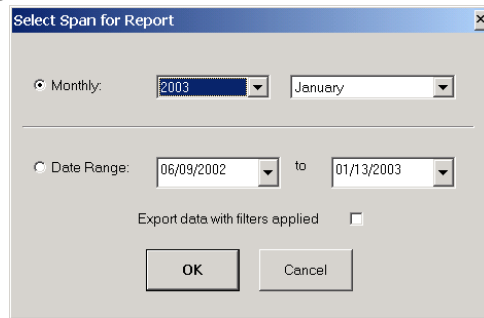 Select Span for Report
Monthly: 2003 January
Date Range: 06/09/2002 to 01/13/2003
Export data with filters applied
OK Cancel